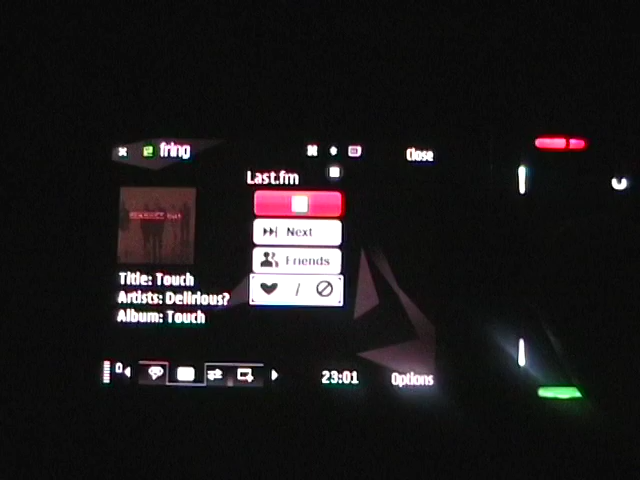 fring
Close
Last.fm
Next
Friends
/
Title: Touch
Artists: Delirious?
Album: Touch
23:01
Options